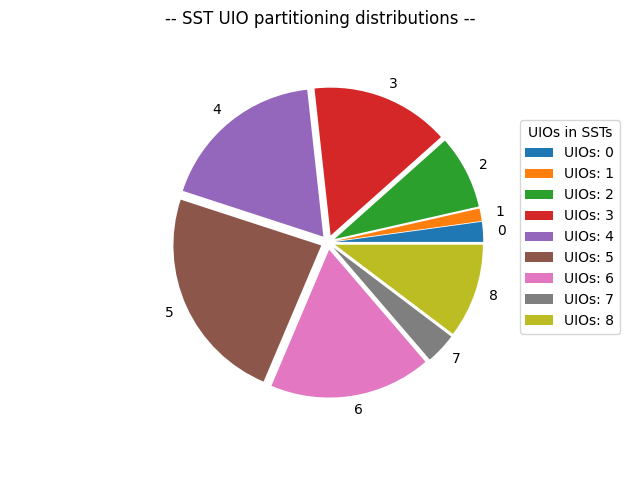 -- SST UIO partitioning distributions --
3
4
2
1
0
5
8
7
6
UIOs in SSTs
UIOs: 0
UIOs: 1
UIOs: 2
UIOs: 3
UIOs: 4
UIOs: 5
UIOs: 6
UIOs: 7
UIOs: 8